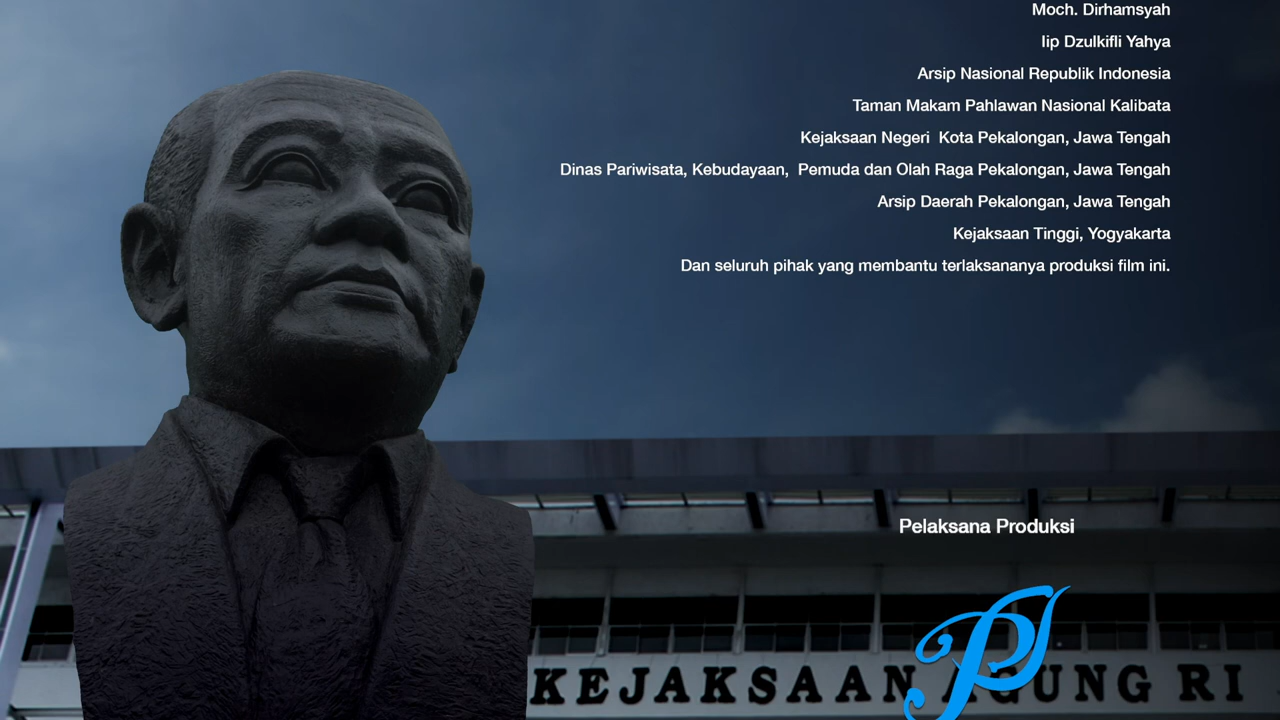 Moch. Dirhamsyah
Iip Dzulkifli Yahya
Arsip Nasional Republik Indonesia
Taman Makam Pahlawan Nasional Kalibata
Kejaksaan Negeri  Kota Pekalongan, Jawa Tengah
Dinas Pariwisata, Kebudayaan,  Pemuda dan Olah Raga Pekalongan, Jawa Tengah
Arsip Daerah Pekalongan, Jawa Tengah
Kejaksaan Tinggi, Yogyakarta
Dan seluruh pihak yang membantu terlaksananya produksi film ini.
Pelaksana Produksi
KEJAKSAAN AGUNG RI